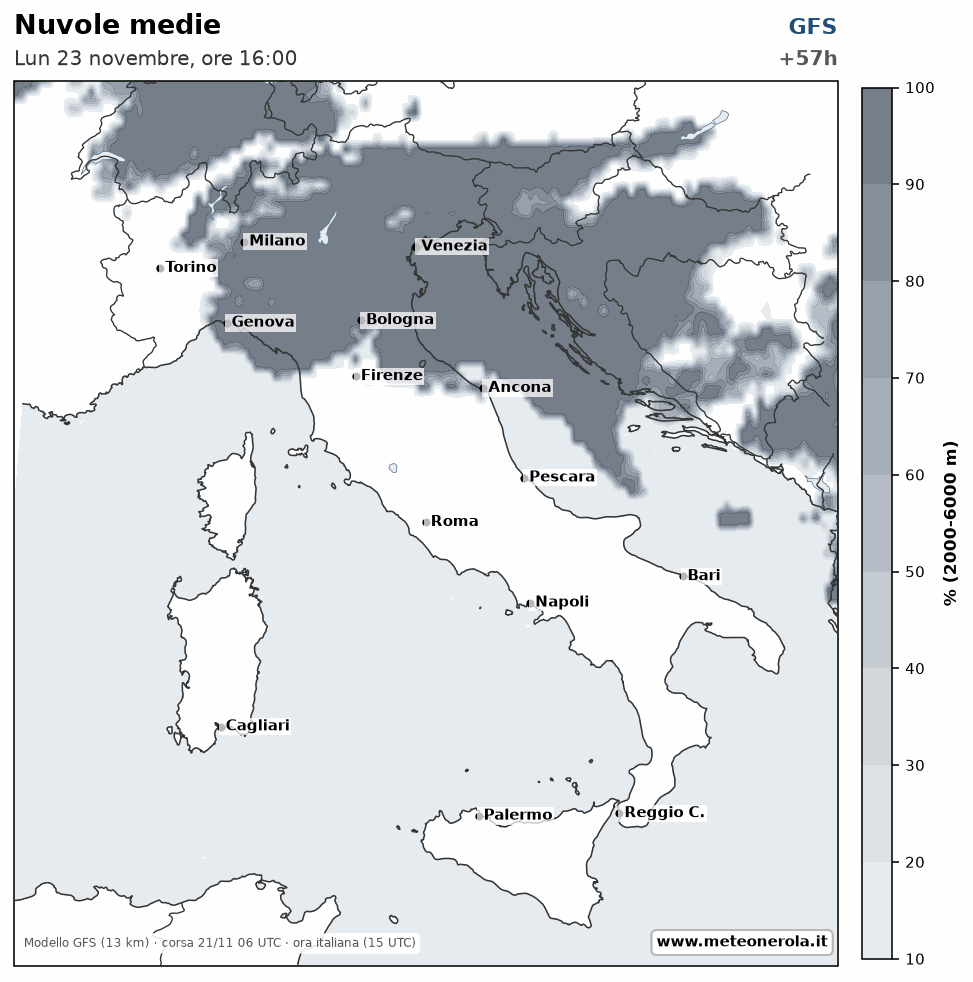 Nuvole medie
GFS
Lun 23 novembre, ore 16:00
+57h
100
90
80
70
60
50
40
30
20
10
% (2000-6000 m)
Milano
Venezia
Torino
Genova
Bologna
Firenze
Ancona
Pescara
Roma
Bari
Napoli
Cagliari
Palermo
Reggio C.
Modello GFS (13 km) · corsa 21/11 06 UTC · ora italiana (15 UTC)
www.meteonerola.it